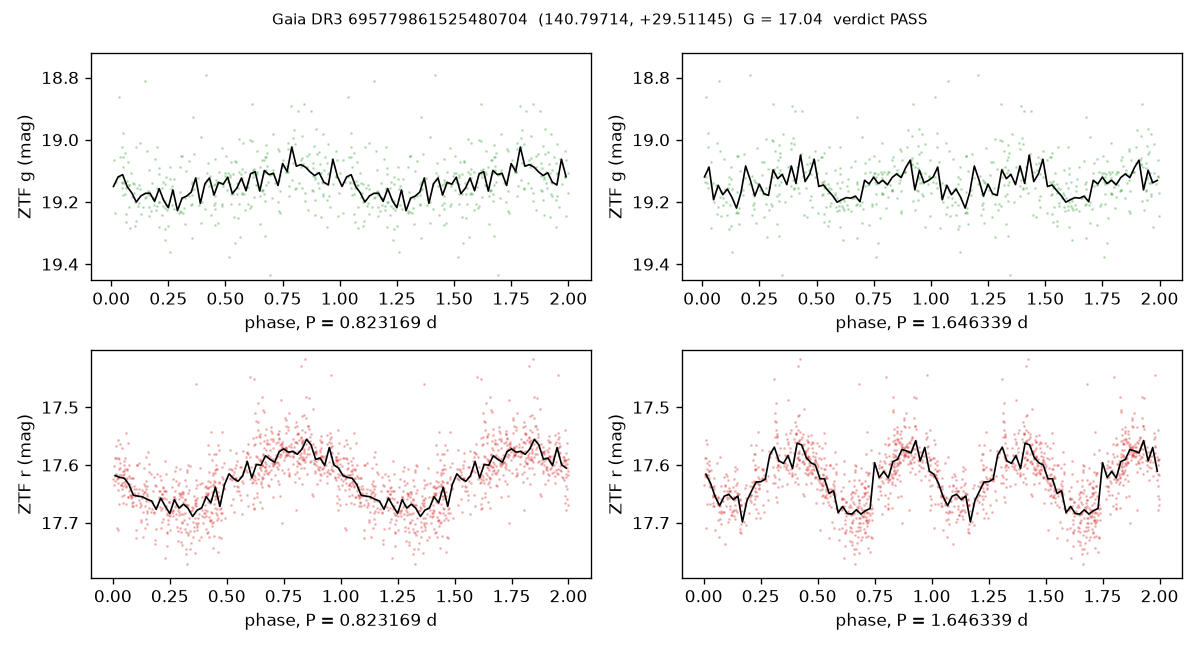 Gaia DR3 695779861525480704  (140.79714, +29.51145)  G = 17.04  verdict PASS
ZTF g (mag)
18.8
19.0
19.2
19.4
0.00 0.25 0.50 0.75 1.00 1.25 1.50 1.75 2.00
phase, P = 0.823169 d
ZTF g (mag)
18.8
19.0
19.2
19.4
0.00 0.25 0.50 0.75 1.00 1.25 1.50 1.75 2.00
phase, P = 1.646339 d
ZTF r (mag)
17.5
17.6
17.7
0.00 0.25 0.50 0.75 1.00 1.25 1.50 1.75 2.00
phase, P = 0.823169 d
ZTF r (mag)
17.5
17.6
17.7
0.00 0.25 0.50 0.75 1.00 1.25 1.50 1.75 2.00
phase, P = 1.646339 d